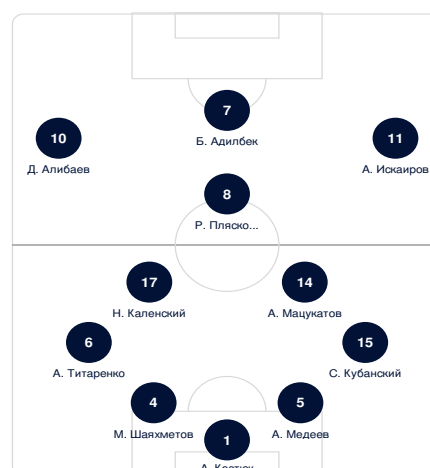 7
Б. Адилбек
10
Д. Алибаев
11
А. Искаиров
8
Р. Пляско...
17
Н. Каленский
14
А. Мацукатов
6
А. Титаренко
15
С. Кубанский
4
М. Шаяхметов
5
А. Медеев
1